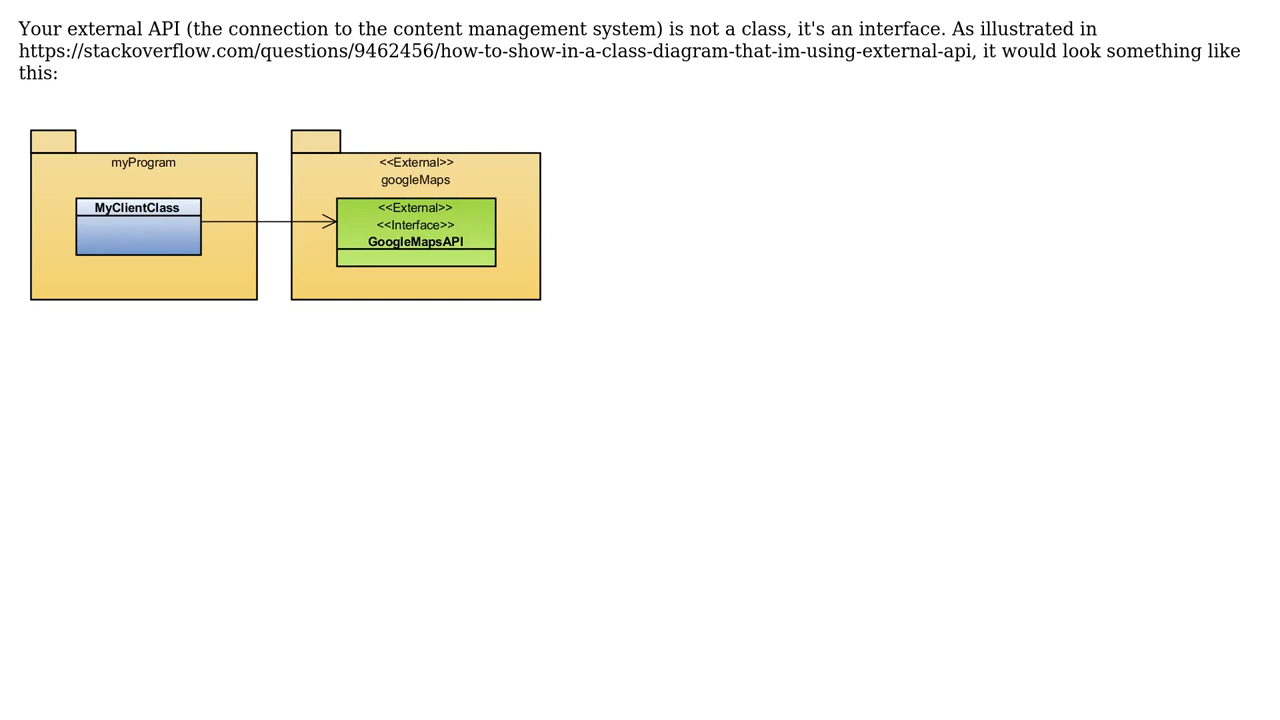 Your external API (the connection to the content management system) is not a class, it's an interface. As illustrated in
https://stackoverflow.com/questions/9462456/how-to-show-in-a-class-diagram-that-im-using-external-api, it would look something like
this:
myProgram
MyClientClass
<<External>>
googleMaps
<<External>>
<<Interface>>
GoogleMapsAPI